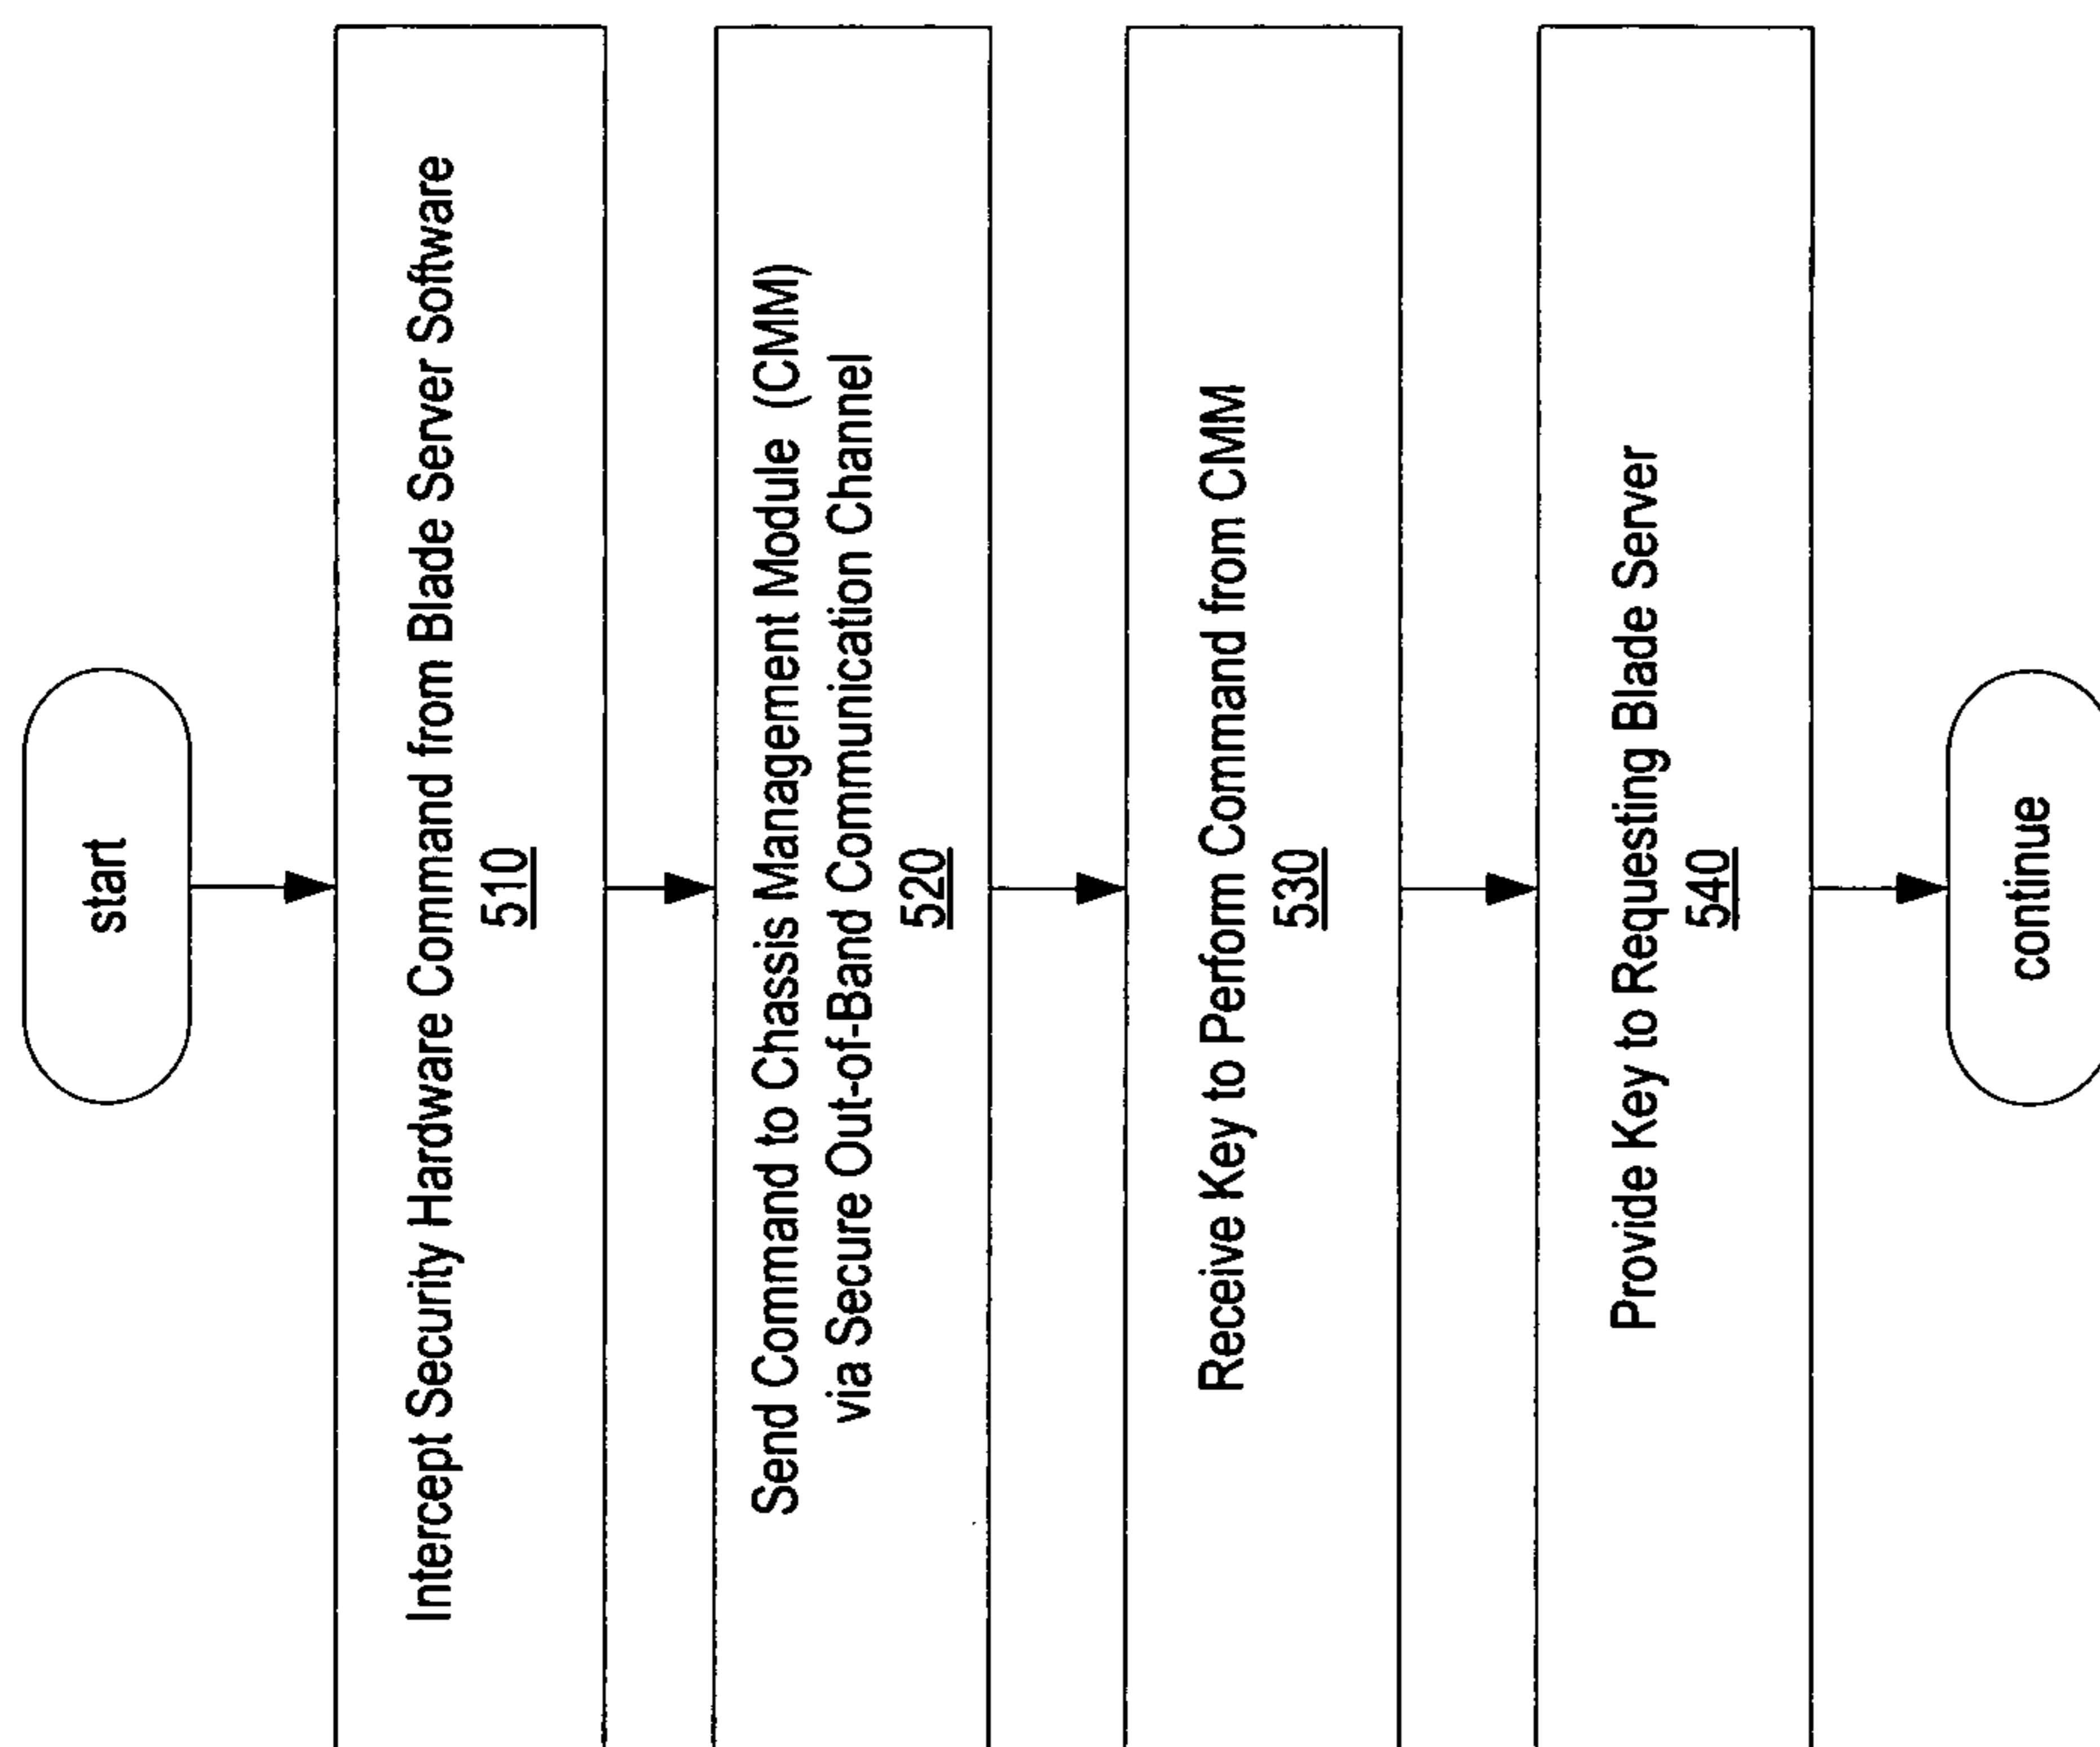 start
Intercept Security Hardware Command from Blade Server Software
510
Send Command to Chassis Management Module (CMM)
via Secure Out-of-Band Communication Channel
520
Receive Key to Perform Command from CMM
530
Provide Key to Requesting Blade Server
540
continue